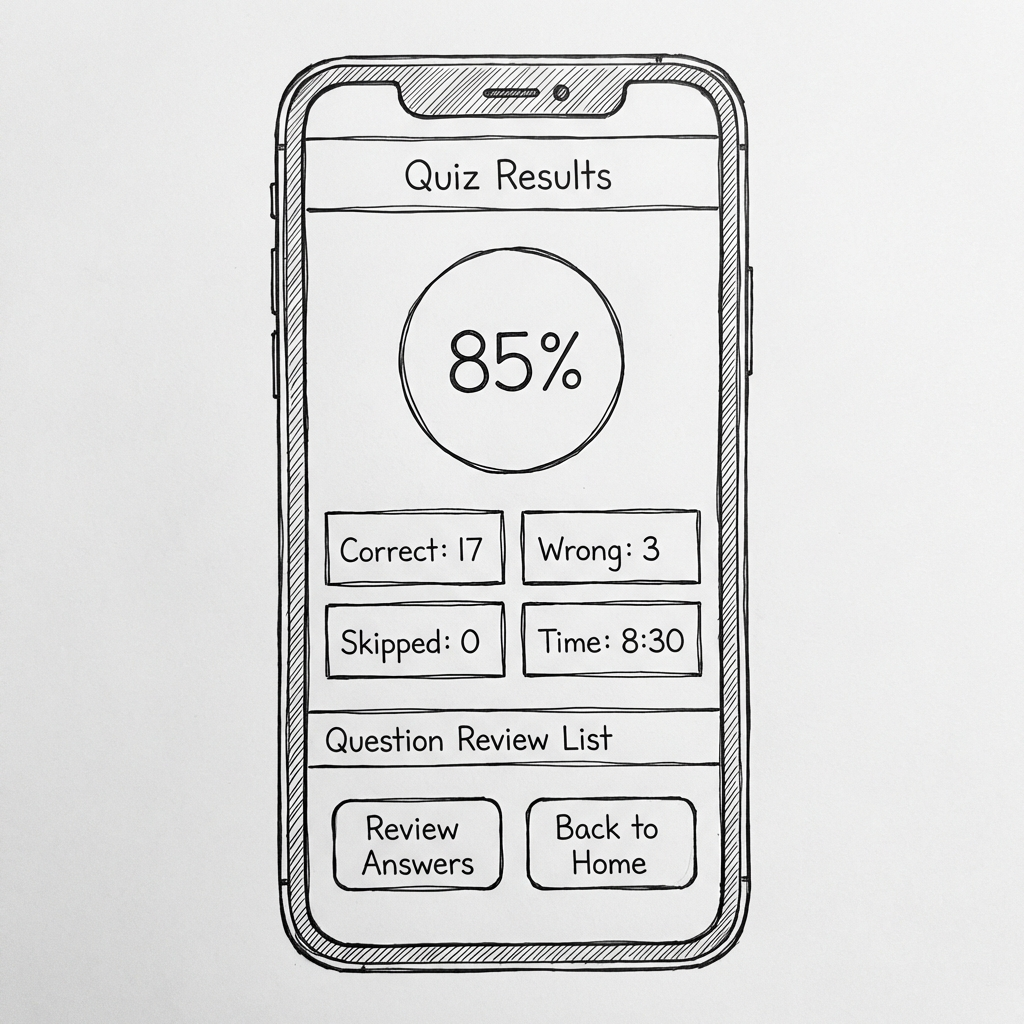 Quiz Results
85%
Correct: 17
Wrong: 3
Skipped: 0
Time: 8:30
Question Review List
Review
Answers
Back to
Home